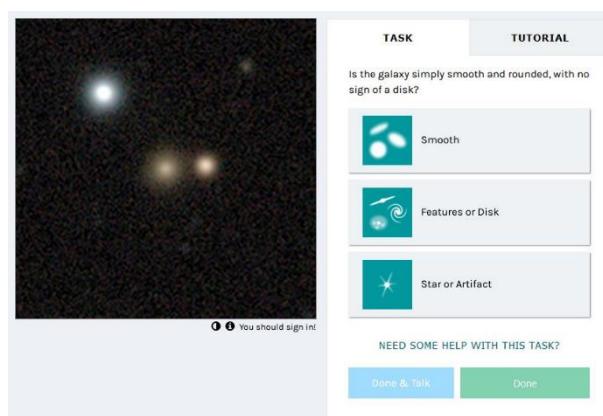 TASK
TUTORIAL
Is the galaxy simply smooth and rounded, with no
sign of a disk?
Smooth
Features or Disk
Star or Artifact
You should sign in!
NEED SOME HELP WITH THIS TASK?
Done & Talk
Done